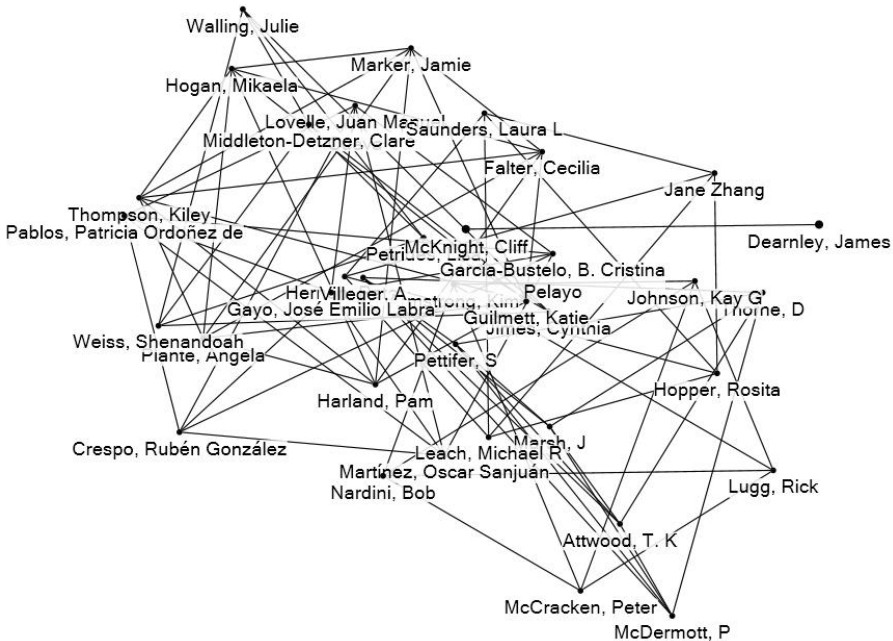 Walling, Julie
Marker, Jamie
Hogan, Mikaela
Lovelle, Juan Manuel
Saunders, Laura L
Middleton-Detzner, Clare
Falter, Cecilia
Jane Zhang
Thompson, Kiley
Pablos, Patricia Ordoñez de
Dearnley, James
McKnight, Cliff
García-Bustelo, B. Cristina
Pelayo
Johnson, Kay G
Thorne, D
Gayo, José Emilio Labra
Guilmett, Katie
Jimes, Cynthia
Weiss, Shenandoah
Plante, Angela
Pettifer, S
Hopper, Rosita
Harland, Pam
Marsh, J
Crespo, Rubén González
Leach, Michael R
Martínez, Oscar Sanjuán
Nardini, Bob
Lugg, Rick
Attwood, T. K
McCracken, Peter
McDermott, P